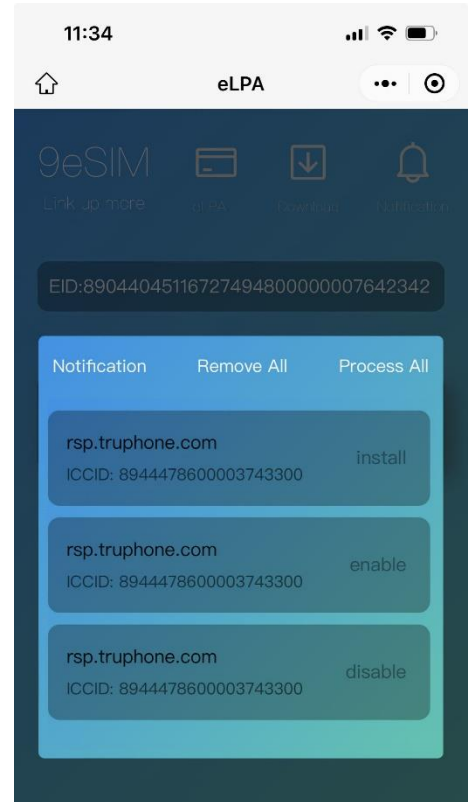 11:34
eLPA
9eSIM
Link up more
eLPA Download Notification
EID:89044045116727494800000007642342
Notification Remove All Process All
rsp.truphone.com
install
ICCID: 8944478600003743300
rsp.truphone.com
enable
ICCID: 8944478600003743300
rsp.truphone.com
disable
ICCID: 8944478600003743300